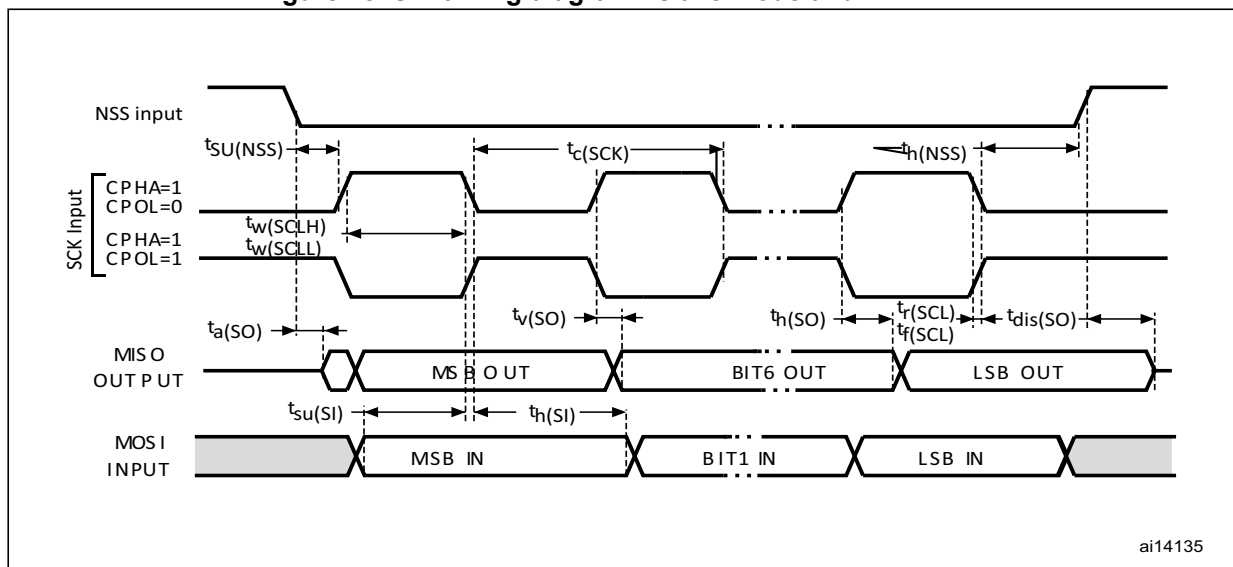 NSS input
tSU(NSS)
tc(SCK)
th(NSS)
SCK Input
CPHA=1
CPOL=0
tw(SCLH)
CPHA=1
tw(SCLL)
CPOL=1
ta(SO)
tv(SO)
th(SO)
tr(SCL)
tf(SCL)
tdis(SO)
MISO
OUTPUT
MSB OUT
BIT6 OUT
LSB OUT
tsu(SI)
th(SI)
MOSI
INPUT
MSB IN
BIT1 IN
LSB IN
ai14135